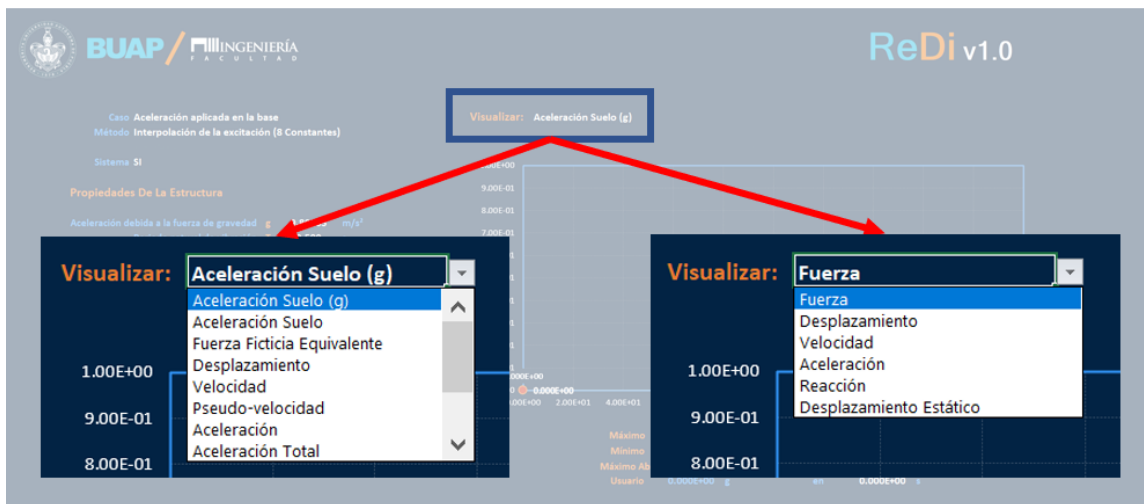 BUAP
INGENIERÍA
FACULTAD
ReDi v1.0
Caso Aceleración aplicada en la base
Método Interpolación de la excitación (8 Constantes)
Sistema SI
Propiedades De La Estructura
Aceleración debida a la fuerza de gravedad g m/s²
Visualizar: Aceleración Suelo (g)
9.00E-01
8.00E-01
7.00E-01
Visualizar: Aceleración Suelo (g)
Aceleración Suelo (g)
Aceleración Suelo
Fuerza Ficticia Equivalente
Desplazamiento
Velocidad
Pseudo-velocidad
Aceleración
Aceleración Total
1.00E+00
9.00E-01
8.00E-01
0.000E+00
2.00E+01 4.00E+01
Máximo
Mínimo
Máximo Ab
Usuario 0.000E+00 g en 0.000E+00 s
Visualizar: Fuerza
Fuerza
Desplazamiento
Velocidad
Aceleración
Reacción
Desplazamiento Estático
1.00E+00
9.00E-01
8.00E-01